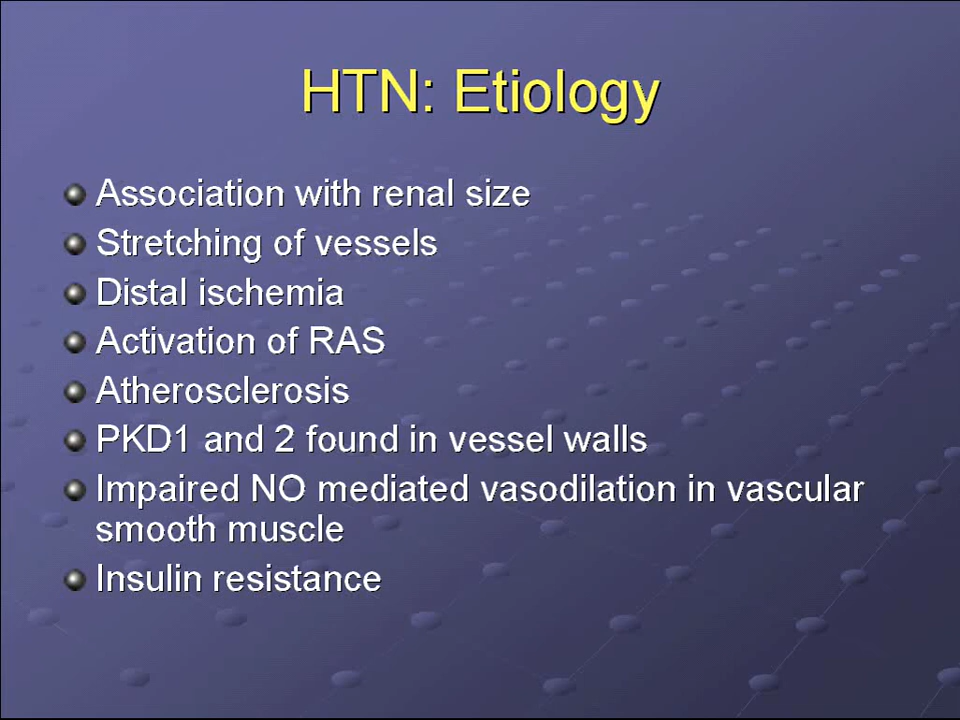 HTN: Etiology
Association with renal size
Stretching of vessels
Distal ischemia
Activation of RAS
Atherosclerosis
PKD1 and 2 found in vessel walls
Impaired NO mediated vasodilation in vascular
smooth muscle
Insulin resistance